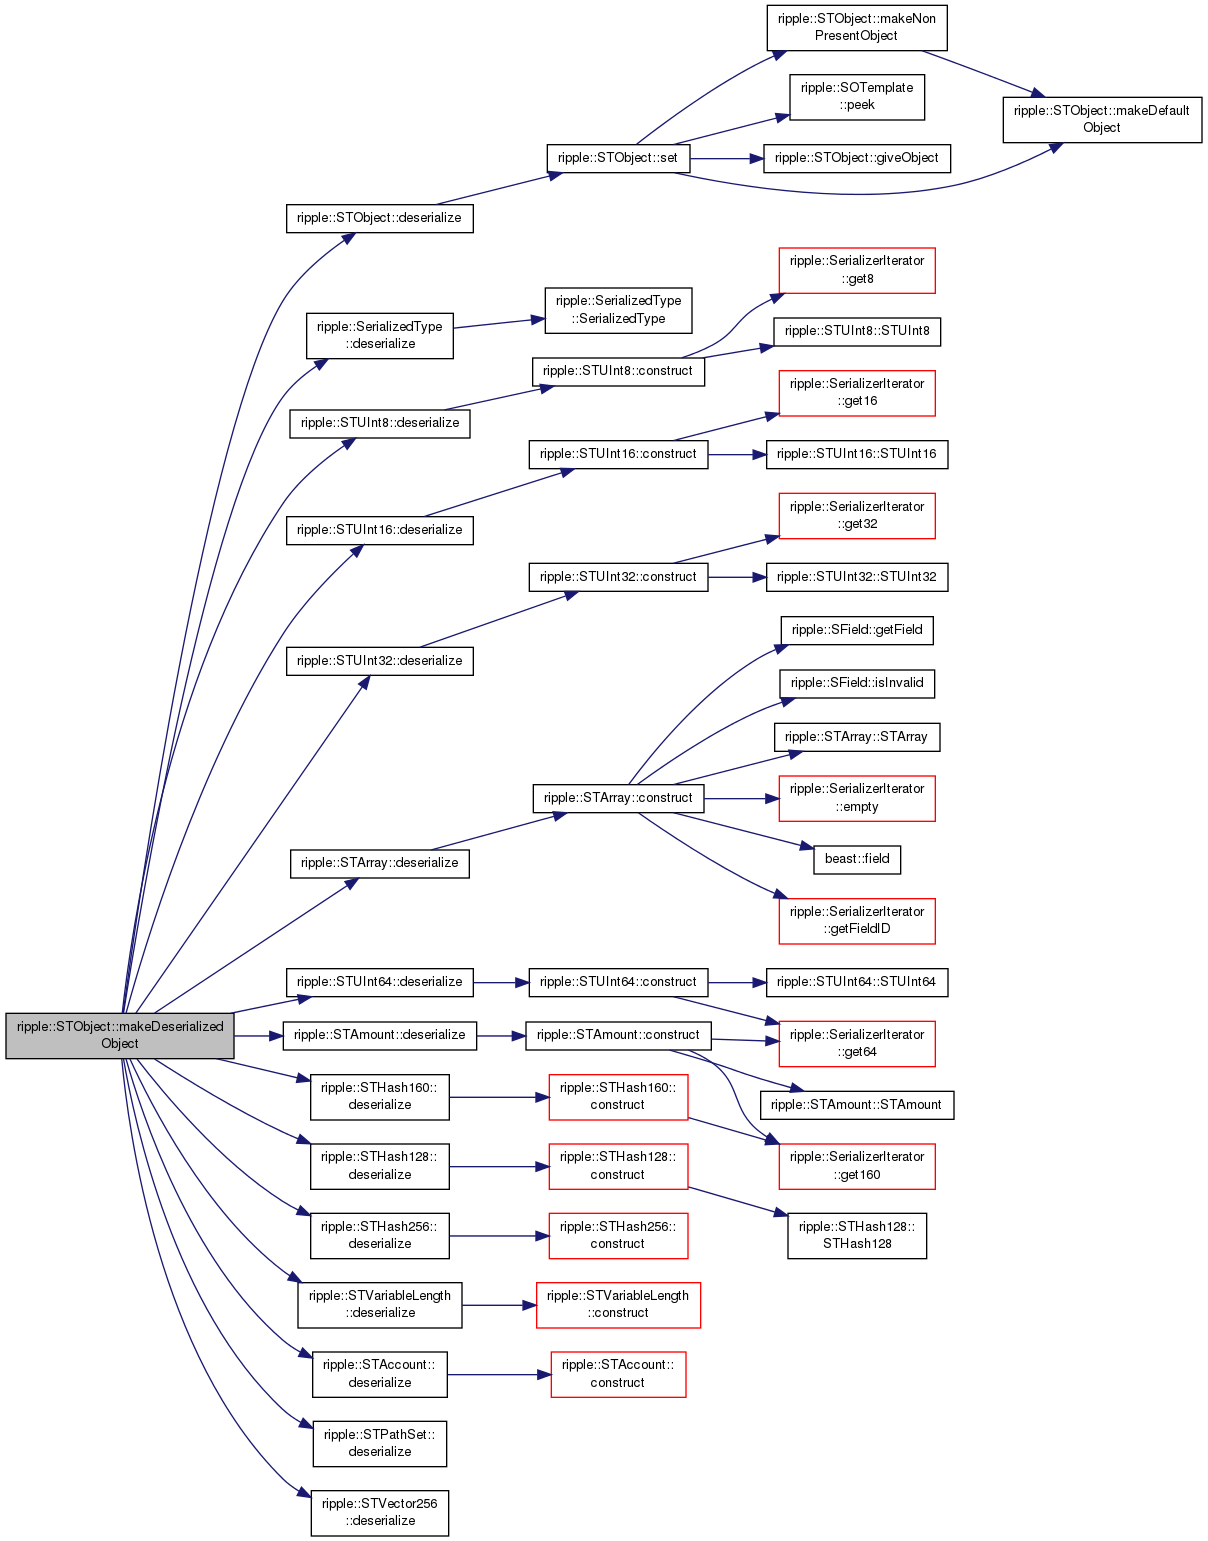 ripple::STObject::makeNon
PresentObject
ripple::SOTemplate
::peek
ripple::STObject::makeDefault
Object
ripple::STObject::set
ripple::STObject::giveObject
ripple::STObject::deserialize
ripple::SerializerIterator
::get8
ripple::SerializedType
::SerializedType
ripple::SerializedType
::deserialize
ripple::STUInt8::STUInt8
ripple::STUInt8::construct
ripple::SerializerIterator
::get16
ripple::STUInt8::deserialize
ripple::STUInt16::construct
ripple::STUInt16::STUInt16
ripple::SerializerIterator
::get32
ripple::STUInt16::deserialize
ripple::STUInt32::construct
ripple::STUInt32::STUInt32
ripple::SField::getField
ripple::STUInt32::deserialize
ripple::SField::isInvalid
ripple::STArray::STArray
ripple::STArray::construct
ripple::SerializerIterator
::empty
ripple::STArray::deserialize
beast::field
ripple::SerializerIterator
::getFieldID
ripple::STUInt64::deserialize
ripple::STUInt64::construct
ripple::STUInt64::STUInt64
ripple::STObject::makeDeserialized
Object
ripple::STAmount::deserialize
ripple::STAmount::construct
ripple::SerializerIterator
::get64
ripple::STHash160::
deserialize
ripple::STHash160::
construct
ripple::STAmount::STAmount
ripple::STHash128::
deserialize
ripple::STHash128::
construct
ripple::SerializerIterator
::get160
ripple::STHash256::
deserialize
ripple::STHash256::
construct
ripple::STHash128::
STHash128
ripple::STVariableLength
::deserialize
ripple::STVariableLength
::construct
ripple::STAccount::
deserialize
ripple::STAccount::
construct
ripple::STPathSet::
deserialize
ripple::STVector256
::deserialize